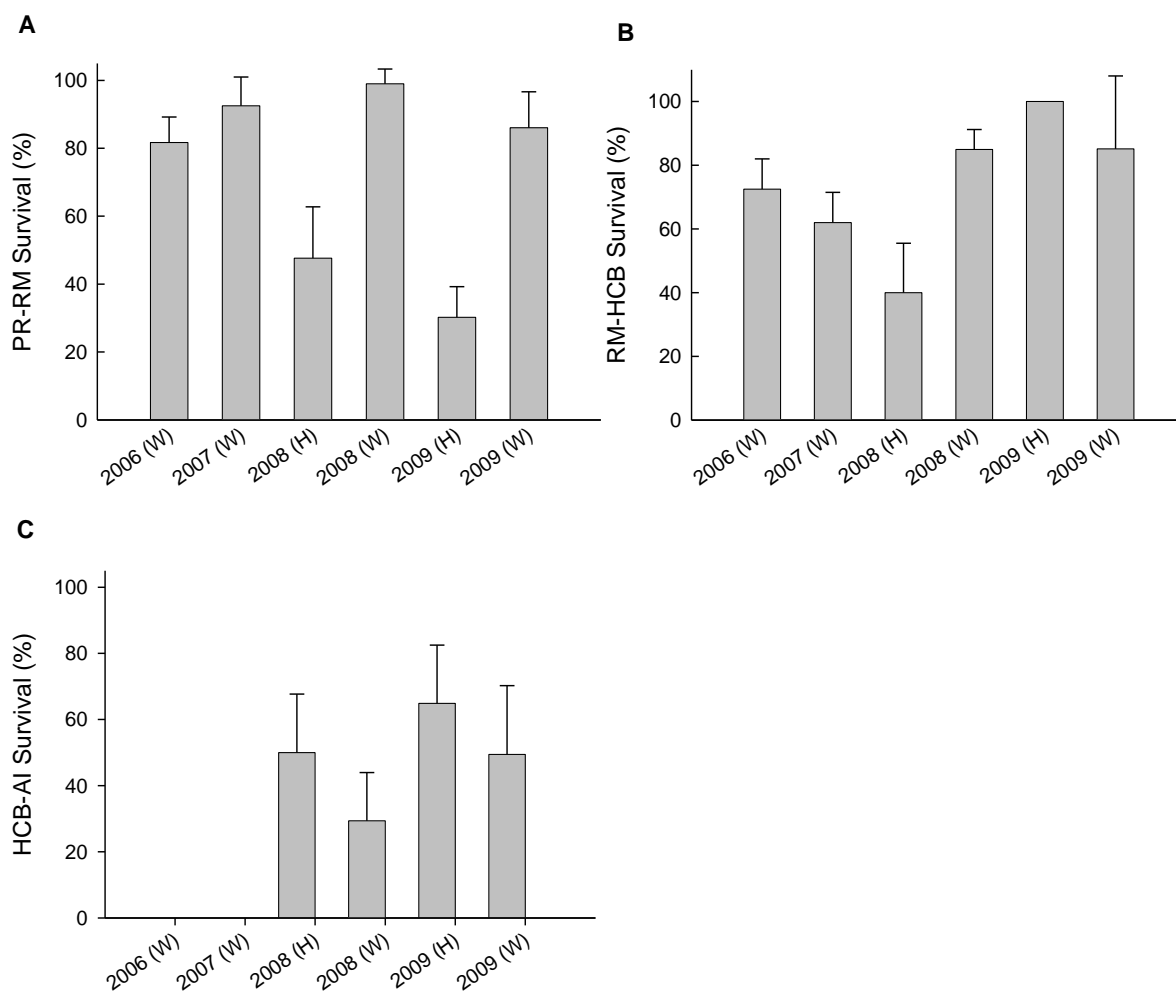 A
PR-RM Survival (%)
100
80
60
40
20
0
2006 (W)
2007 (W)
2008 (H)
2008 (W)
2009 (H)
2009 (W)
B
RM-HCB Survival (%)
100
80
60
40
20
0
2006 (W)
2007 (W)
2008 (H)
2008 (W)
2009 (H)
2009 (W)
C
HCB-AI Survival (%)
100
80
60
40
20
0
2006 (W)
2007 (W)
2008 (H)
2008 (W)
2009 (H)
2009 (W)